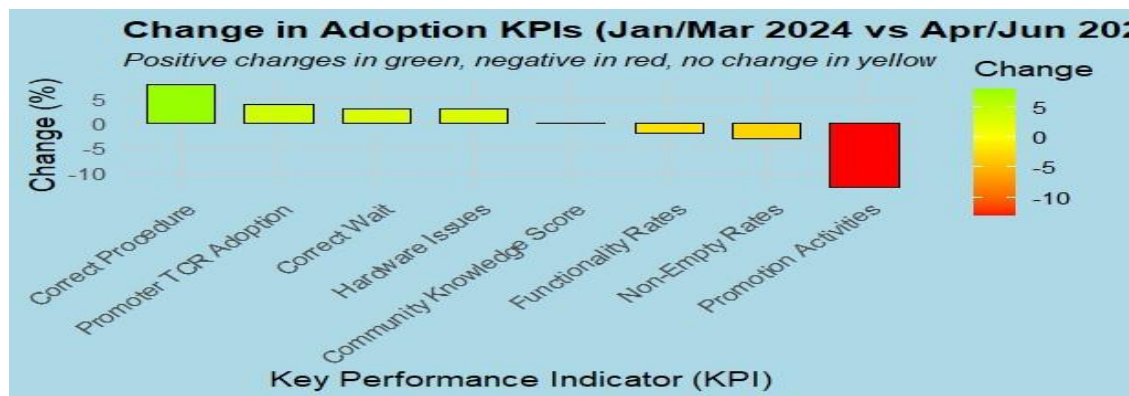 Change in Adoption KPIs (Jan/Mar 2024 vs Apr/Jun 202
Positive changes in green, negative in red, no change in yellow
Change (%)
5
0
-5
-10
Correct Procedure
Promoter TCR Adoption
Correct Wait
Hardware Issues
Community Knowledge Score
Functionality Rates
Non-Empty Rates
Promotion Activities
Key Performance Indicator (KPI)
Change
5
0
-5
-10